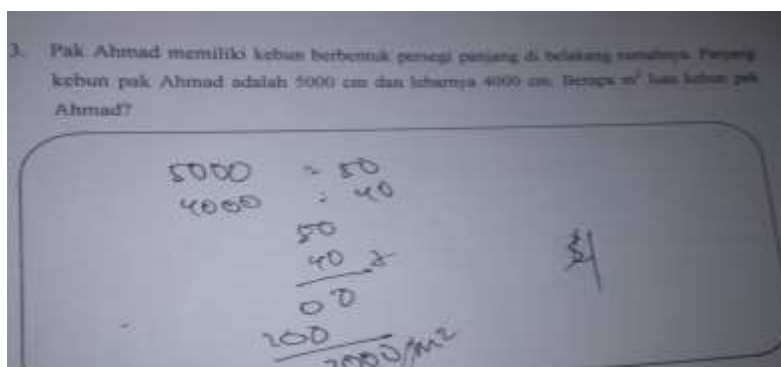 3. Pak Ahmad memiliki kebun berbentuk persegi panjang di belakang rumahnya. Panjang
kebun pak Ahmad adalah 5000 cm dan lebarnya 4000 cm. Berapa m² luas kebun pak
Ahmad?
5000 = 50
4000 : 40
50
40 x
00
200
2000/m²